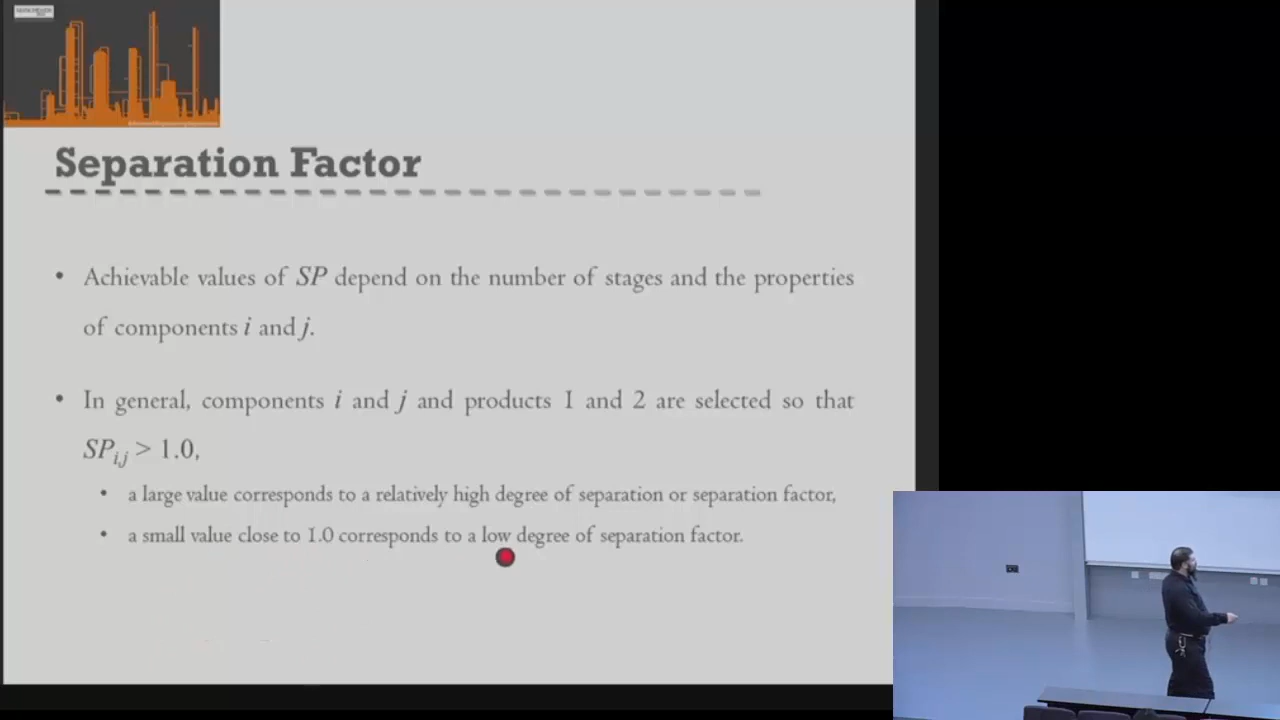 Separation Factor
• Achievable values of SP depend on the number of stages and the properties
of components i and j.
• In general, components i and j and products 1 and 2 are selected so that
SP_{i,j} > 1.0,
• a large value corresponds to a relatively high degree of separation or separation factor,
• a small value close to 1.0 corresponds to a low degree of separation factor.